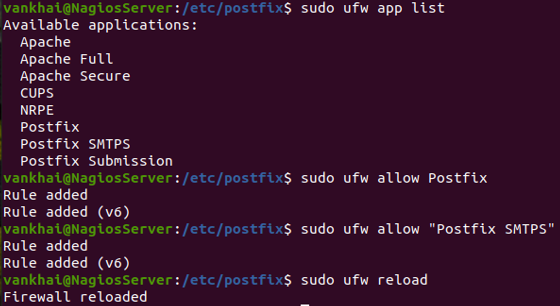 vankhai@NagiosServer:/etc/postfix$ sudo ufw app list
Available applications:
  Apache
  Apache Full
  Apache Secure
  CUPS
  NRPE
  Postfix
  Postfix SMTPS
  Postfix Submission
vankhai@NagiosServer:/etc/postfix$ sudo ufw allow Postfix
Rule added
Rule added (v6)
vankhai@NagiosServer:/etc/postfix$ sudo ufw allow "Postfix SMTPS"
Rule added
Rule added (v6)
vankhai@NagiosServer:/etc/postfix$ sudo ufw reload
Firewall reloaded